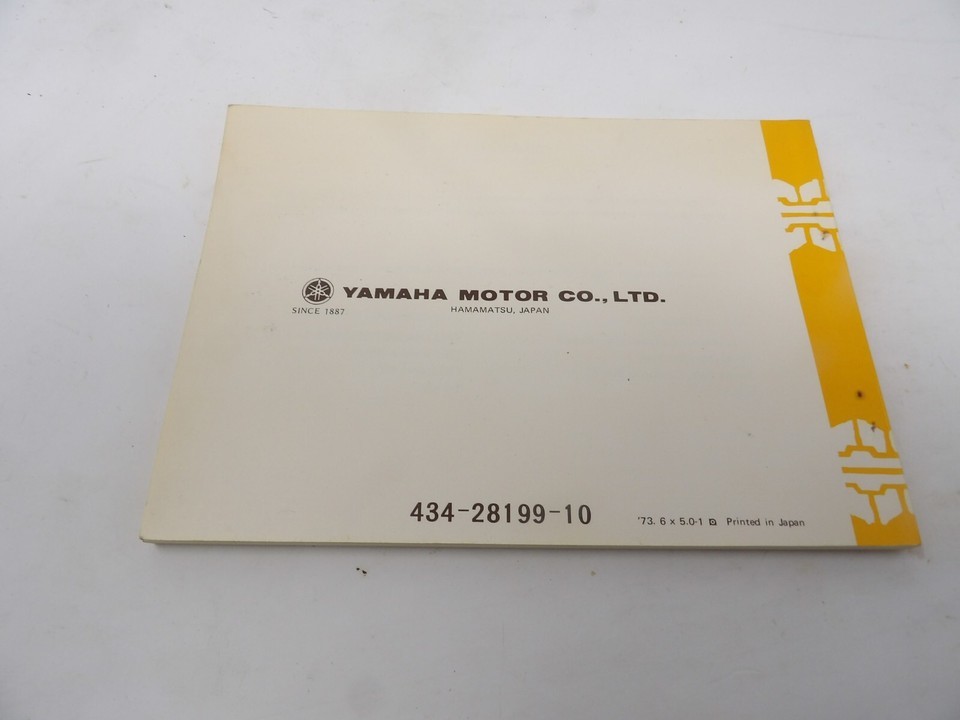 YAMAHA MOTOR CO., LTD.
SINCE 1887
HAMAMATSU, JAPAN
434-28199-10
'73. 6 x 5.0-1 Printed in Japan